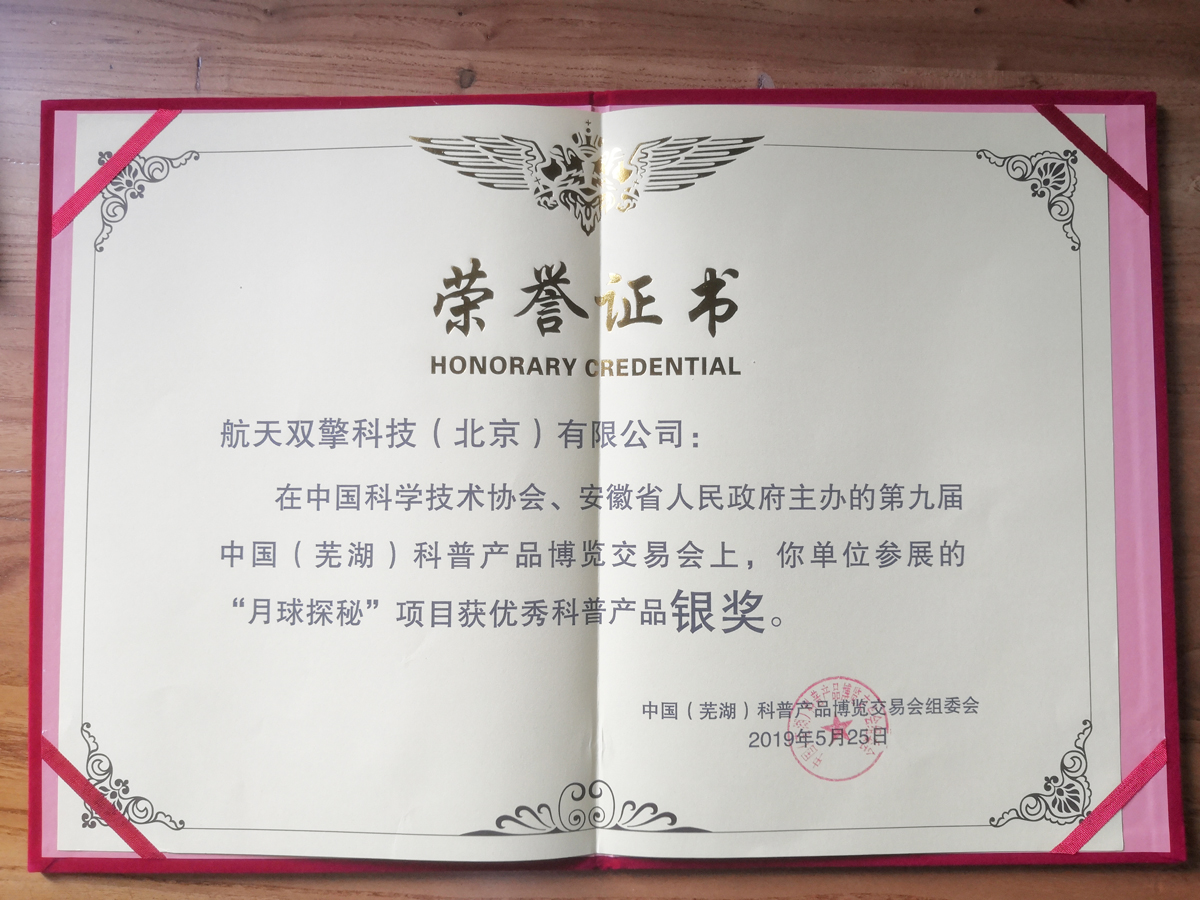 荣誉证书
HONORARY CREDENTIAL
航天双擎科技（北京）有限公司：
在中国科学技术协会、安徽省人民政府主办的第九届
中国（芜湖）科普产品博览交易会上，你单位参展的
“月球探秘”项目获优秀科普产品银奖。
中国（芜湖）科普产品博览交易会组委会
2019年5月25日